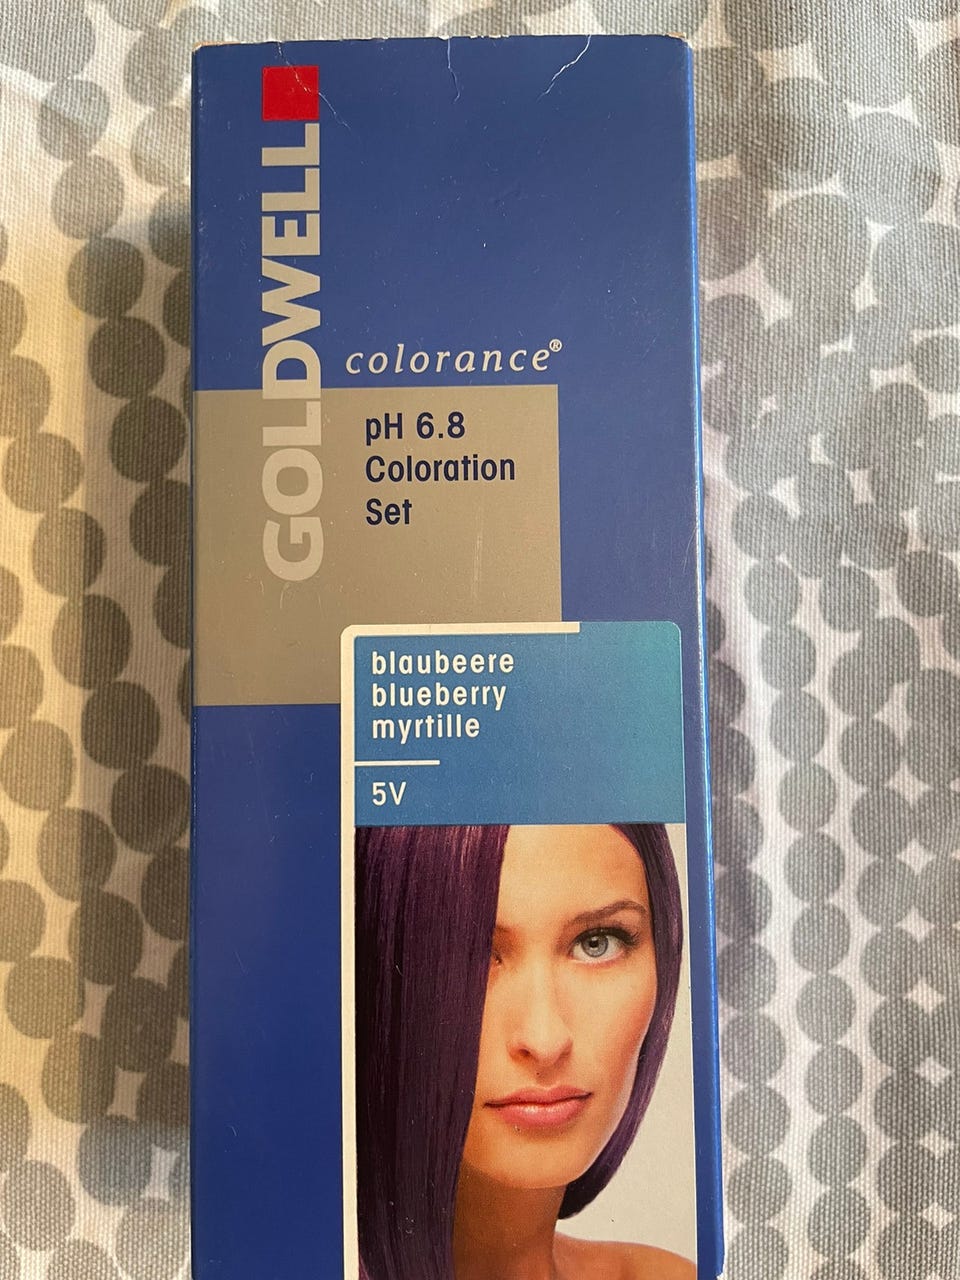 GOLDWELL
colorance®
pH 6.8
Coloration
Set
blaubeere
blueberry
myrtille
5V